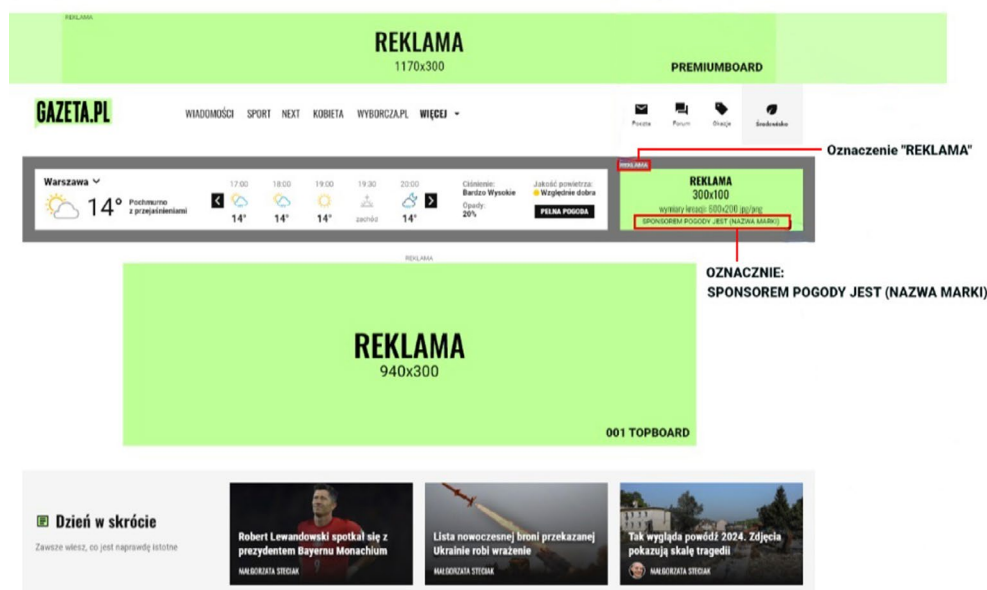 REKLAMA
REKLAMA
1170x300
PREMIUMBOARD
GAZETA.PL
WIADOMOŚCI SPORT NEXT KOBIETA WYBORCZA.PL WIĘCEJ
Poczta Forum Okazje Środowisko
Oznaczenie "REKLAMA"
REKLAMA
Warszawa
14°
Pochmurno
z przejaśnieniami
17:00 18:00 19:00 19:30 20:00
14° 14° 14° zachód 14°
Ciśnienie:
Bardzo Wysokie
Opady:
20%
Jakość powietrza:
Względnie dobra
PEŁNA POGODA
REKLAMA
300x100
wymiary kreacji: 600x200 jpg/png
SPONSOREM POGODY JEST (NAZWA MARKI)
OZNACZNIE:
SPONSOREM POGODY JEST (NAZWA MARKI)
REKLAMA
REKLAMA
940x300
001 TOPBOARD
Dzień w skrócie
Zawsze wiesz, co jest naprawdę istotne
Robert Lewandowski spotkał się z
prezydentem Bayernu Monachium
MAŁGORZATA STECIAK
Lista nowoczesnej broni przekazanej
Ukrainie robi wrażenie
MAŁGORZATA STECIAK
Tak wygląda powódź 2024. Zdjęcia
pokazują skalę tragedii
MAŁGORZATA STECIAK